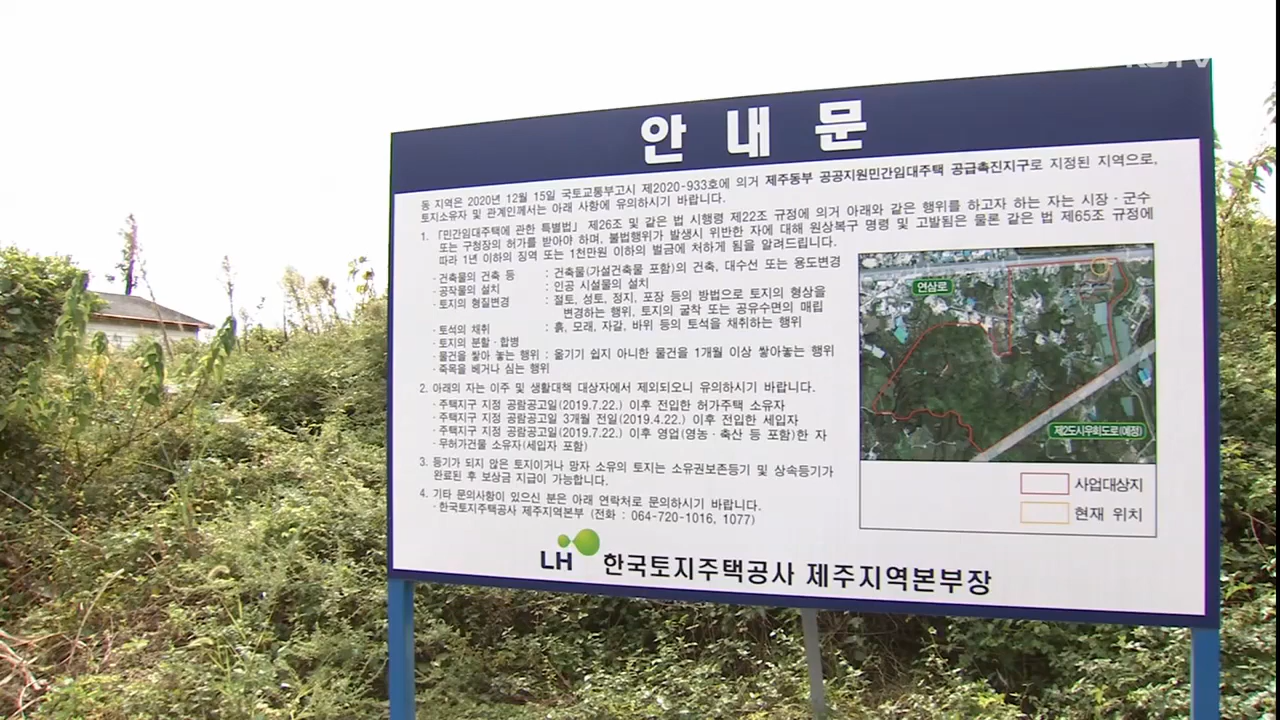 안내문
동 지역은 2020년 12월 15일 국토교통부고시 제2020-933호에 의거 제주동부 공공지원민간임대주택 공급촉진지구로 지정된 지역으로,
토지소유자 및 관계인께서는 아래 사항에 유의하시기 바랍니다.
1. 「민간임대주택에 관한 특별법」 제26조 및 같은 법 시행령 제22조 규정에 의거 아래와 같은 행위를 하고자 하는 자는 시장·군수
또는 구청장의 허가를 받아야 하며, 불법행위가 발생시 위반한 자에 대해 원상복구 명령 및 고발됨은 물론 같은 법 제65조 규정에
따라 1년 이하의 징역 또는 1천만원 이하의 벌금에 처하게 됨을 알려드립니다.
·건축물의 건축 등 : 건축물(가설건축물 포함)의 건축, 대수선 또는 용도변경
·공작물의 설치 : 인공 시설물의 설치
·토지의 형질변경 : 절토, 성토, 정지, 포장 등의 방법으로 토지의 형상을
변경하는 행위, 토지의 굴착 또는 공유수면의 매립
·토석의 채취 : 흙, 모래, 자갈, 바위 등의 토석을 채취하는 행위
·토지의 분할·합병
·물건을 쌓아 놓는 행위 : 옮기기 쉽지 아니한 물건을 1개월 이상 쌓아놓는 행위
·죽목을 베거나 심는 행위
2. 아래의 자는 이주 및 생활대책 대상자에서 제외되오니 유의하시기 바랍니다.
·주택지구 지정 공람공고일(2019.7.22.) 이후 전입한 허가주택 소유자
·주택지구 지정 공람공고일 3개월 전일(2019.4.22.) 이후 전입한 세입자
·주택지구 지정 공람공고일(2019.7.22.) 이후 영업(영농·축산 등 포함)한 자
·무허가건물 소유자(세입자 포함)
3. 등기가 되지 않은 토지이거나 망자 소유의 토지는 소유권보존등기 및 상속등기가
완료된 후 보상금 지급이 가능합니다.
4. 기타 문의사항이 있으신 분은 아래 연락처로 문의하시기 바랍니다.
·한국토지주택공사 제주지역본부 (전화 : 064-720-1016, 1077)
연삼로
제2도시우회도로(예정)
사업대상지
현재 위치
LH 한국토지주택공사 제주지역본부장